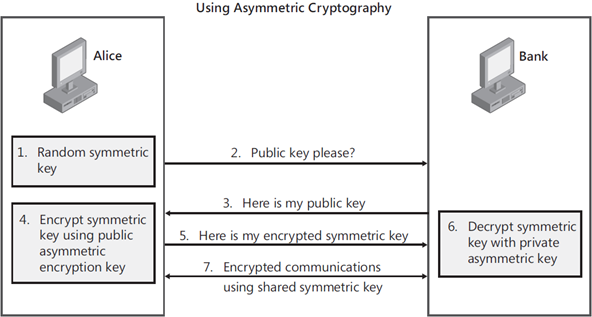 Using Asymmetric Cryptography
Alice
Bank
1. Random symmetric
key
2. Public key please?
3. Here is my public key
4. Encrypt symmetric
key using public
asymmetric
encryption key
5. Here is my encrypted symmetric key
6. Decrypt symmetric
key with private
asymmetric key
7. Encrypted communications
using shared symmetric key